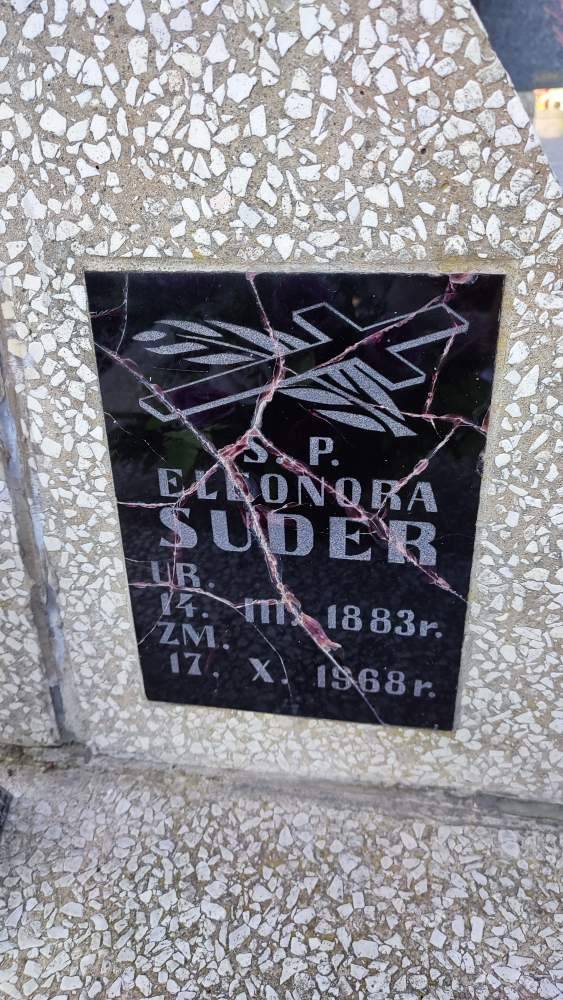 Ś. P.
ELEONORA
SUDER
UR.
14. III. 1883r.
ZM.
17. X. 1968r.